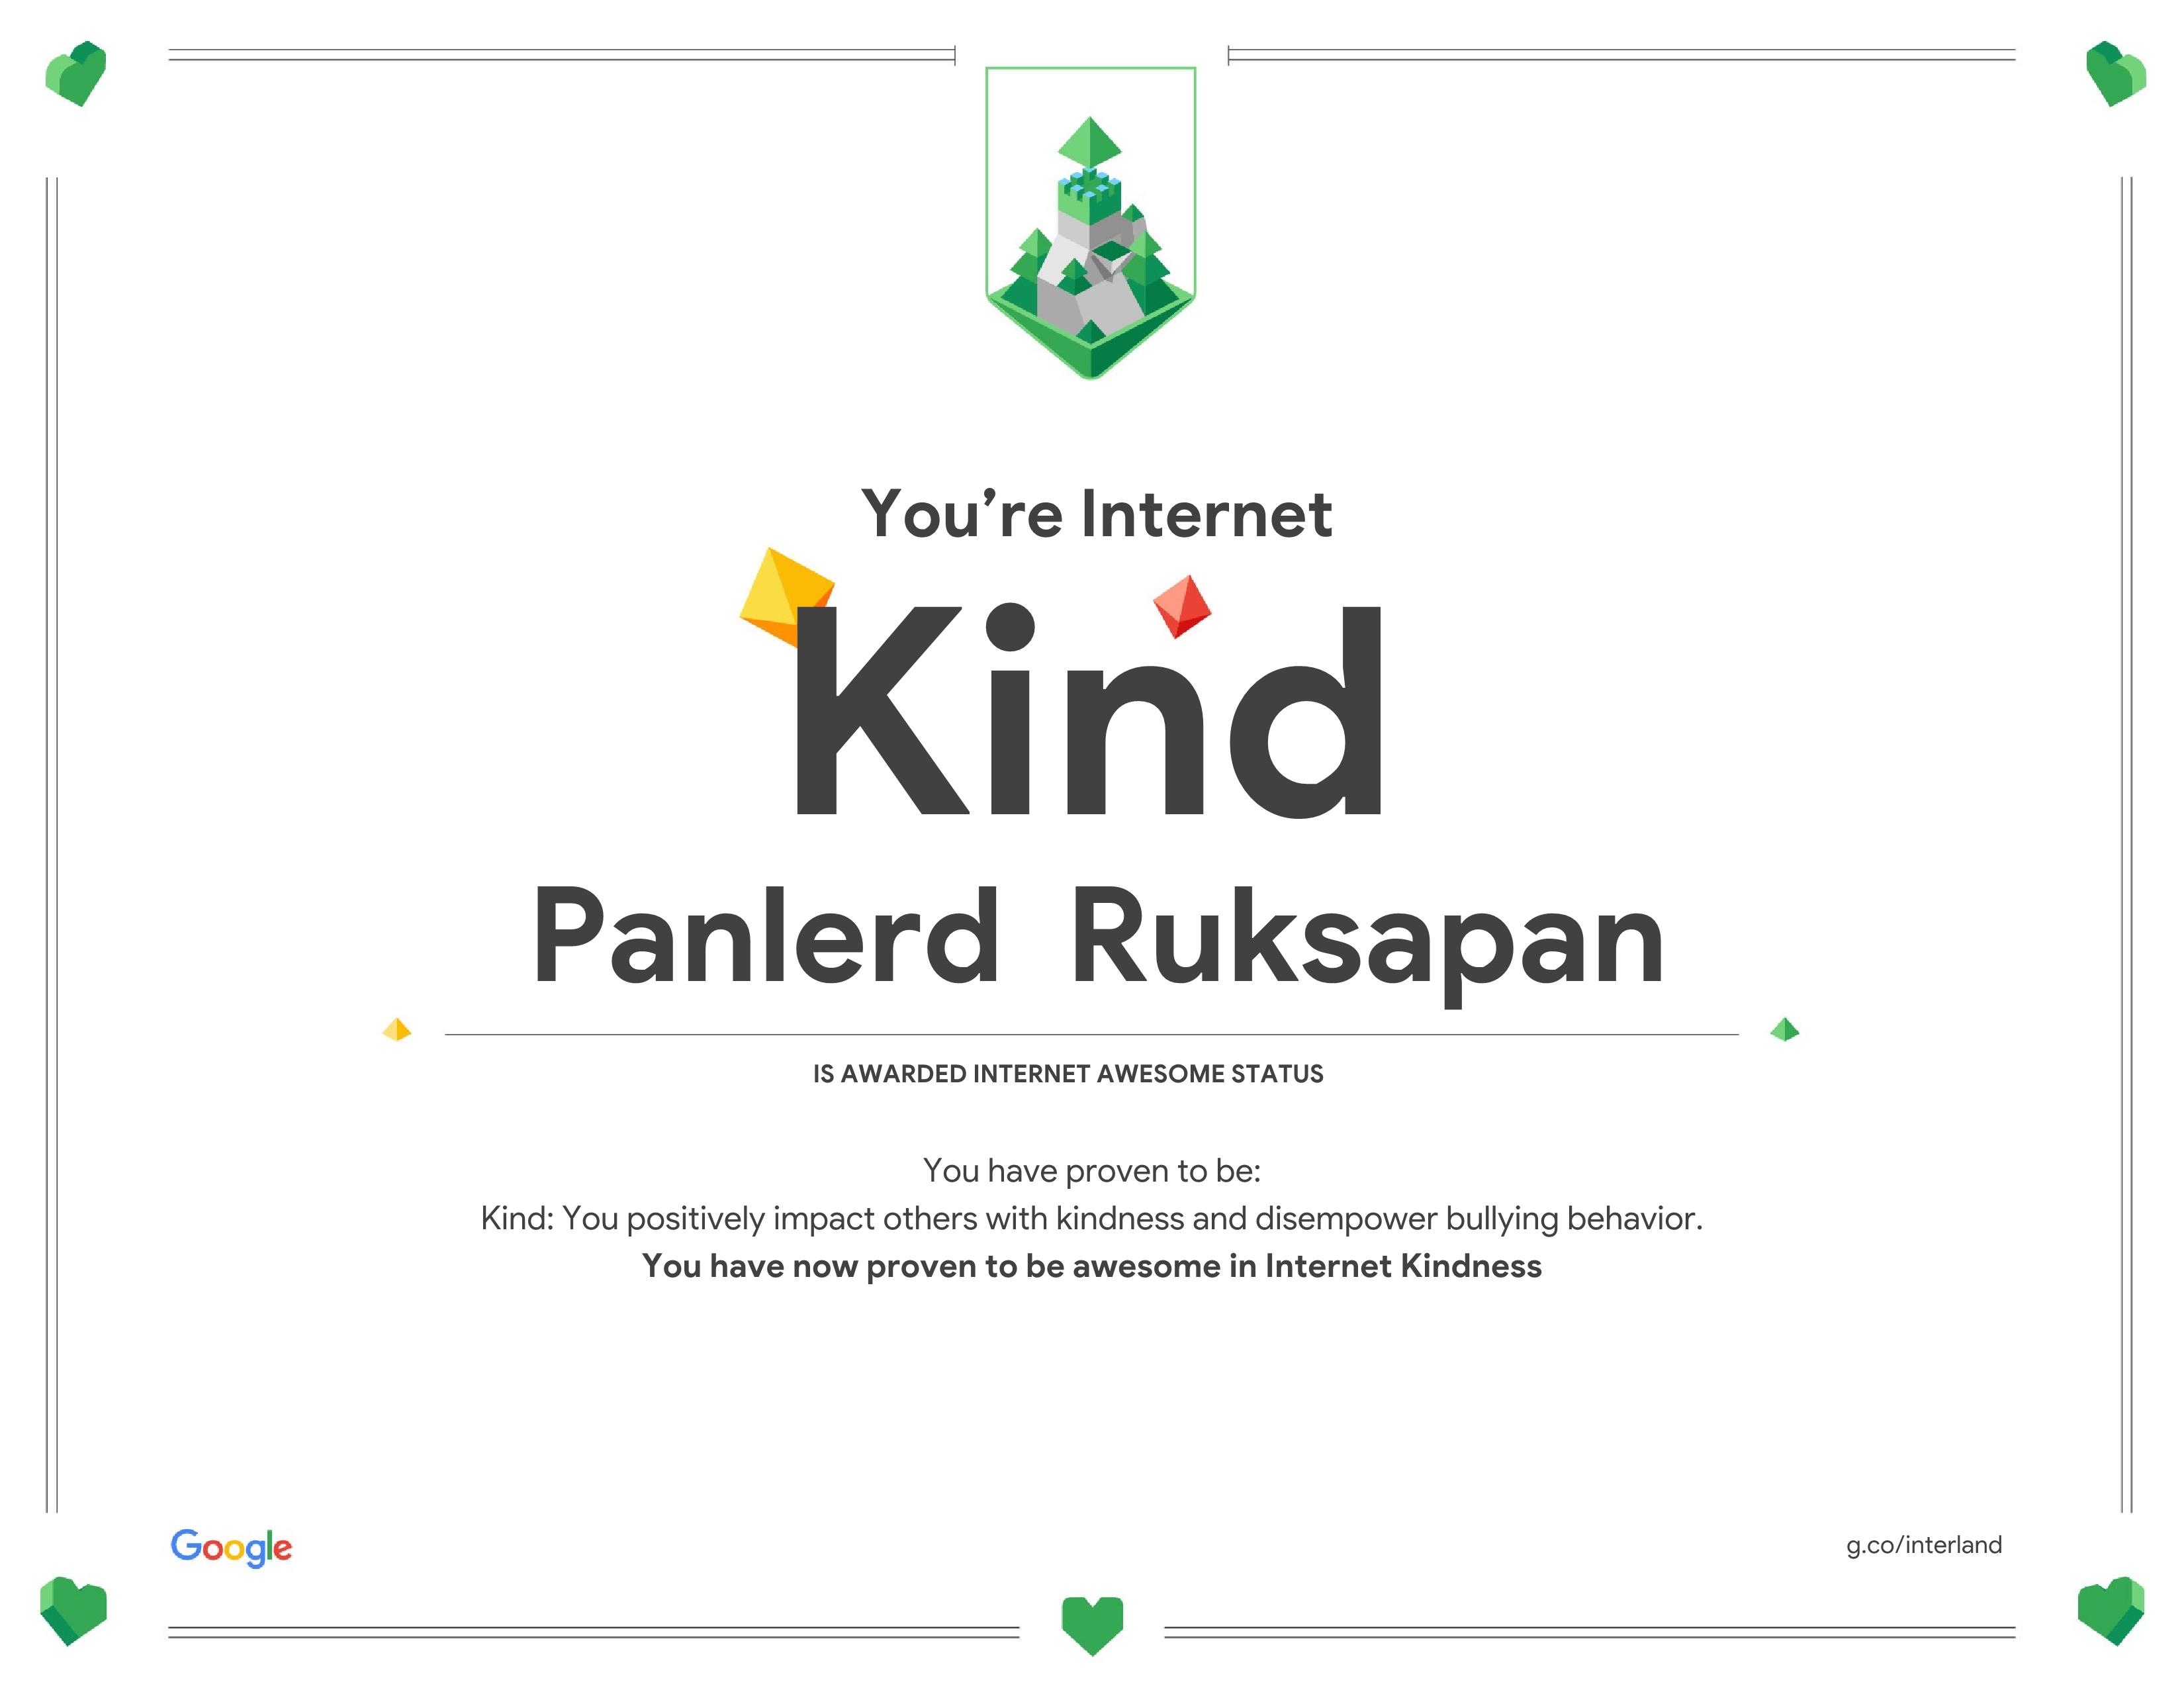 You’re Internet
Kind
Panlerd Ruksapan
IS AWARDED INTERNET AWESOME STATUS
You have proven to be:
Kind: You positively impact others with kindness and disempower bullying behavior.
You have now proven to be awesome in Internet Kindness
Google
g.co/interland